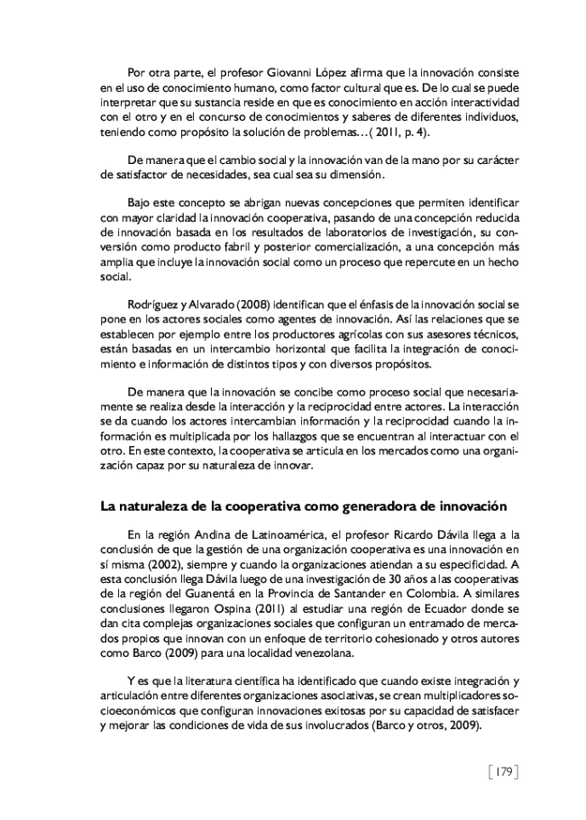 Por otra parte, el profesor Giovanni López afirma que la innovación consiste
en el uso de conocimiento humano, como factor cultural que es. De lo cual se puede
interpretar que su sustancia reside en que es conocimiento en acción interactividad
con el otro y en el concurso de conocimientos y saberes de diferentes individuos,
teniendo como propósito la solución de problemas…( 2011, p. 4).
De manera que el cambio social y la innovación van de la mano por su carácter
de satisfactor de necesidades, sea cual sea su dimensión.
Bajo este concepto se abrigan nuevas concepciones que permiten identificar
con mayor claridad la innovación cooperativa, pasando de una concepción reducida
de innovación basada en los resultados de laboratorios de investigación, su con-
versión como producto fabril y posterior comercialización, a una concepción más
amplia que incluye la innovación social como un proceso que repercute en un hecho
social.
Rodríguez y Alvarado (2008) identifican que el énfasis de la innovación social se
pone en los actores sociales como agentes de innovación. Así las relaciones que se
establecen por ejemplo entre los productores agrícolas con sus asesores técnicos,
están basadas en un intercambio horizontal que facilita la integración de conoci-
miento e información de distintos tipos y con diversos propósitos.
De manera que la innovación se concibe como proceso social que necesaria-
mente se realiza desde la interacción y la reciprocidad entre actores. La interacción
se da cuando los actores intercambian información y la reciprocidad cuando la in-
formación es multiplicada por los hallazgos que se encuentran al interactuar con el
otro. En este contexto, la cooperativa se articula en los mercados como una organi-
zación capaz por su naturaleza de innovar.
La naturaleza de la cooperativa como generadora de innovación
En la región Andina de Latinoamérica, el profesor Ricardo Dávila llega a la
conclusión de que la gestión de una organización cooperativa es una innovación en
sí misma (2002), siempre y cuando la organizaciones atiendan a su especificidad. A
esta conclusión llega Dávila luego de una investigación de 30 años a las cooperativas
de la región del Guanentá en la Provincia de Santander en Colombia. A similares
conclusiones llegaron Ospina (2011) al estudiar una región de Ecuador donde se
dan cita complejas organizaciones sociales que configuran un entramado de merca-
dos propios que innovan con un enfoque de territorio cohesionado y otros autores
como Barco (2009) para una localidad venezolana.
Y es que la literatura científica ha identificado que cuando existe integración y
articulación entre diferentes organizaciones asociativas, se crean multiplicadores so-
cioeconómicos que configuran innovaciones exitosas por su capacidad de satisfacer
y mejorar las condiciones de vida de sus involucrados (Barco y otros, 2009).
[179]